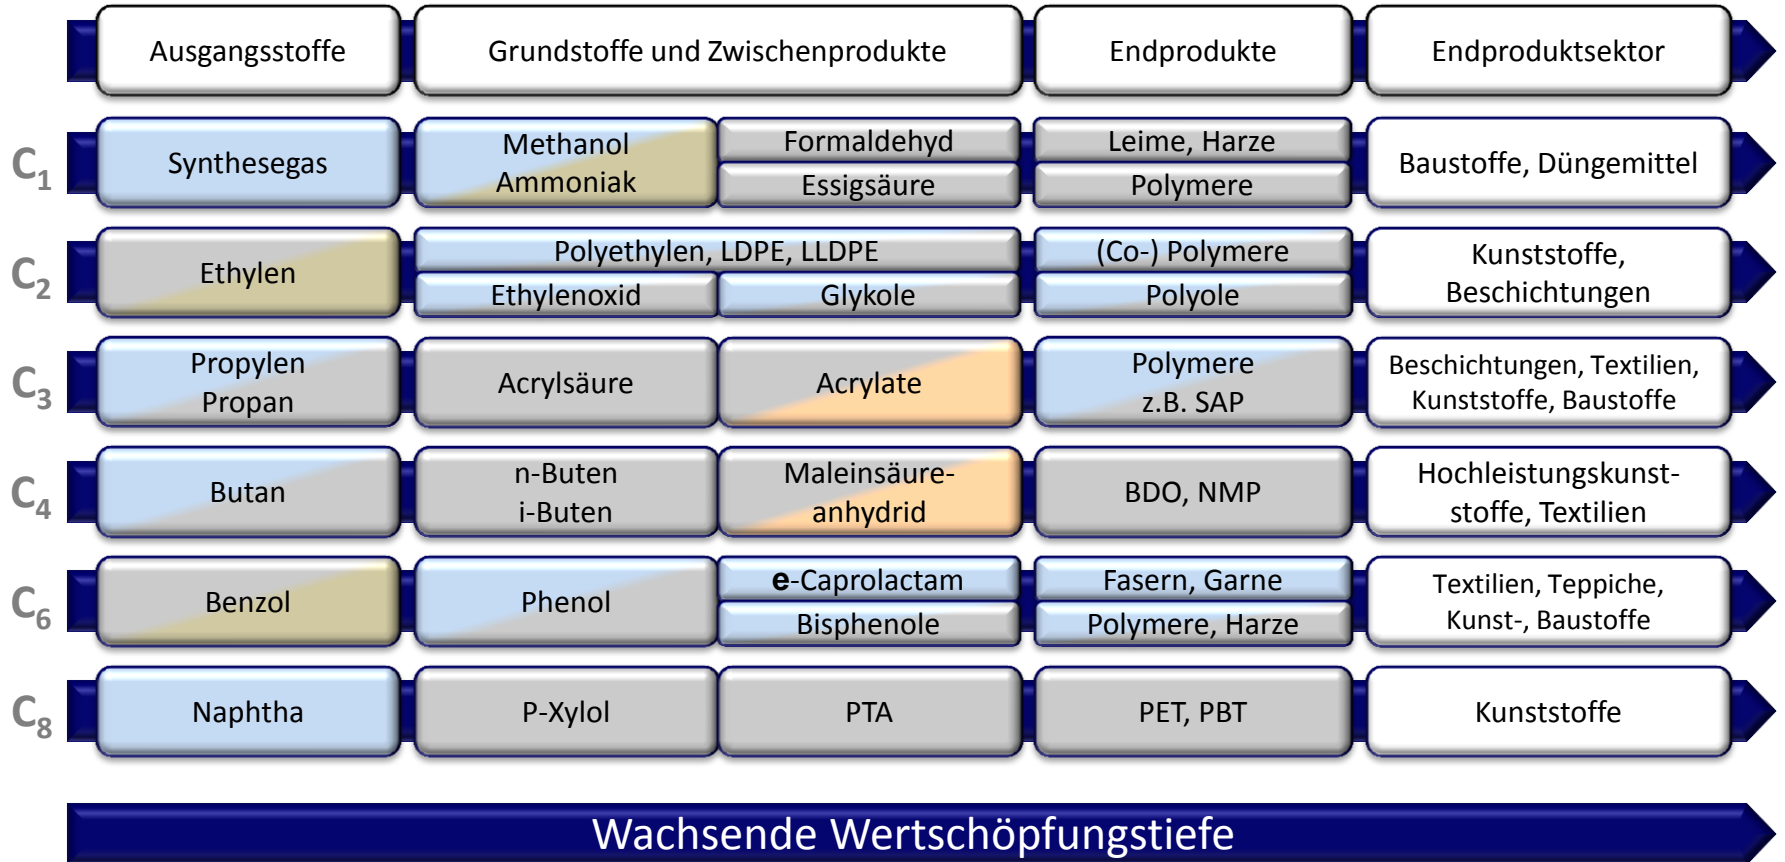 Ausgangsstoffe
Grundstoffe und Zwischenprodukte
Endprodukte
Endproduktsektor
C1
Synthesegas
Methanol
Ammoniak
Formaldehyd
Essigsäure
Leime, Harze
Polymere
Baustoffe, Düngemittel
C2
Ethylen
Polyethylen, LDPE, LLDPE
Ethylenoxid
Glykole
(Co-) Polymere
Polyole
Kunststoffe,
Beschichtungen
C3
Propylen
Propan
Acrylsäure
Acrylate
Polymere
z.B. SAP
Beschichtungen, Textilien,
Kunststoffe, Baustoffe
C4
Butan
n-Buten
i-Buten
Maleinsäure-
anhydrid
BDO, NMP
Hochleistungskunst-
stoffe, Textilien
C6
Benzol
Phenol
e-Caprolactam
Bisphenole
Fasern, Garne
Polymere, Harze
Textilien, Teppiche,
Kunst-, Baustoffe
C8
Naphtha
P-Xylol
PTA
PET, PBT
Kunststoffe
Wachsende Wertschöpfungstiefe